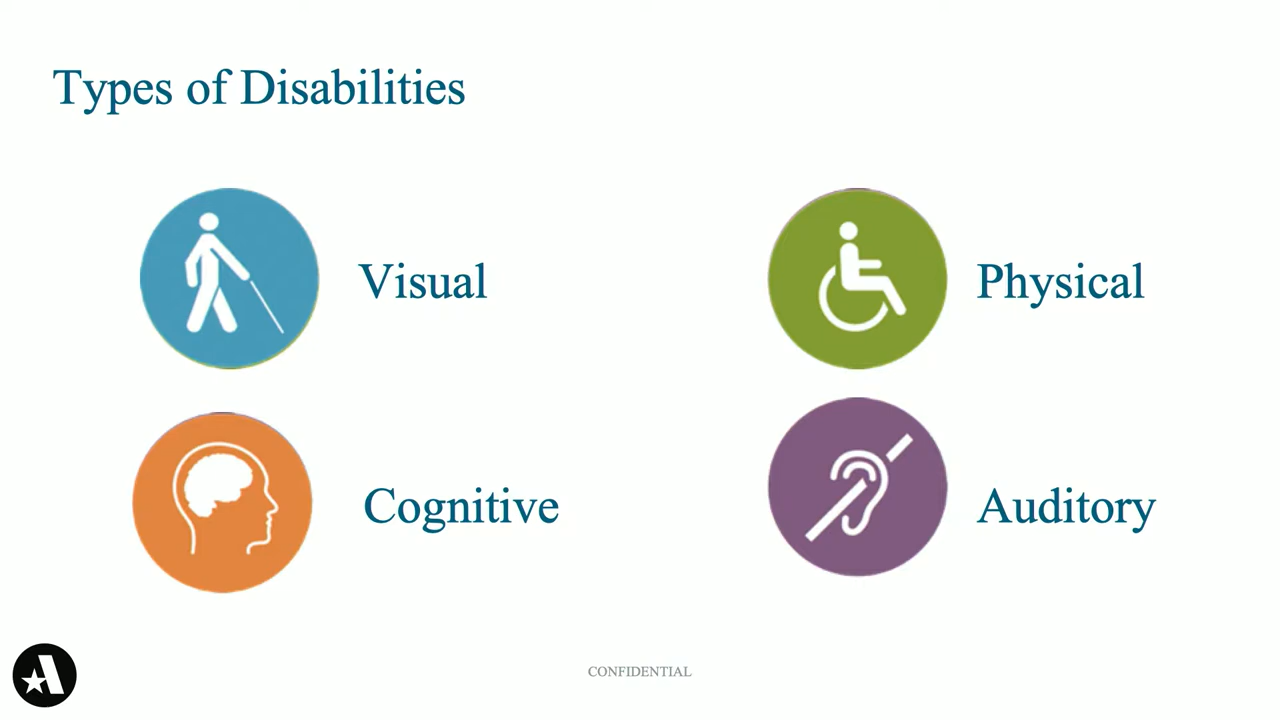 Types of Disabilities
Visual
Physical
Cognitive
Auditory
CONFIDENTIAL